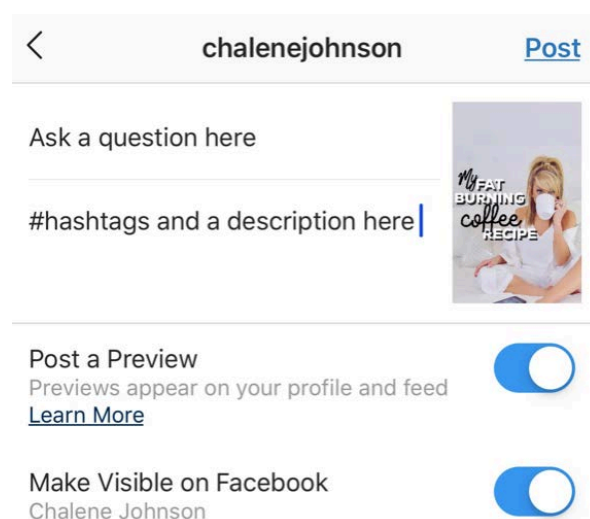 chalenejohnson
Post
Ask a question here
#hashtags and a description here
My FAT
BURNING
coffee
RECIPE
Post a Preview
Previews appear on your profile and feed
Learn More
Make Visible on Facebook
Chalene Johnson